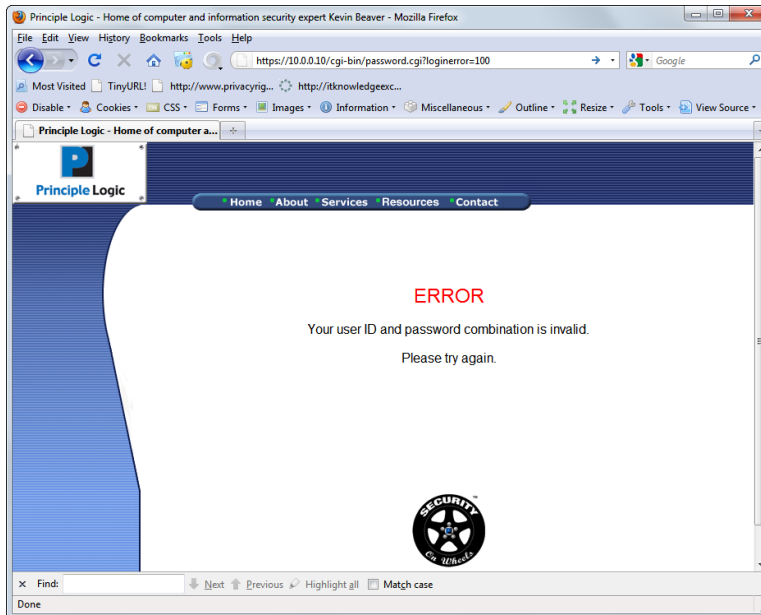 Principle Logic - Home of computer and information security expert Kevin Beaver - Mozilla Firefox
File Edit View History Bookmarks Tools Help
https://10.0.0.10/cgi-bin/password.cgi?loginerror=100 Google
Most Visited TinyURL! http://www.privacyrig... http://itknowledgeexc...
Disable Cookies CSS Forms Images Information Miscellaneous Outline Resize Tools View Source
Principle Logic - Home of computer a...
P
Principle Logic
Home About Services Resources Contact
ERROR
Your user ID and password combination is invalid.
Please try again.
SECURITY ™
On Wheels
Find: Next Previous Highlight all Match case
Done